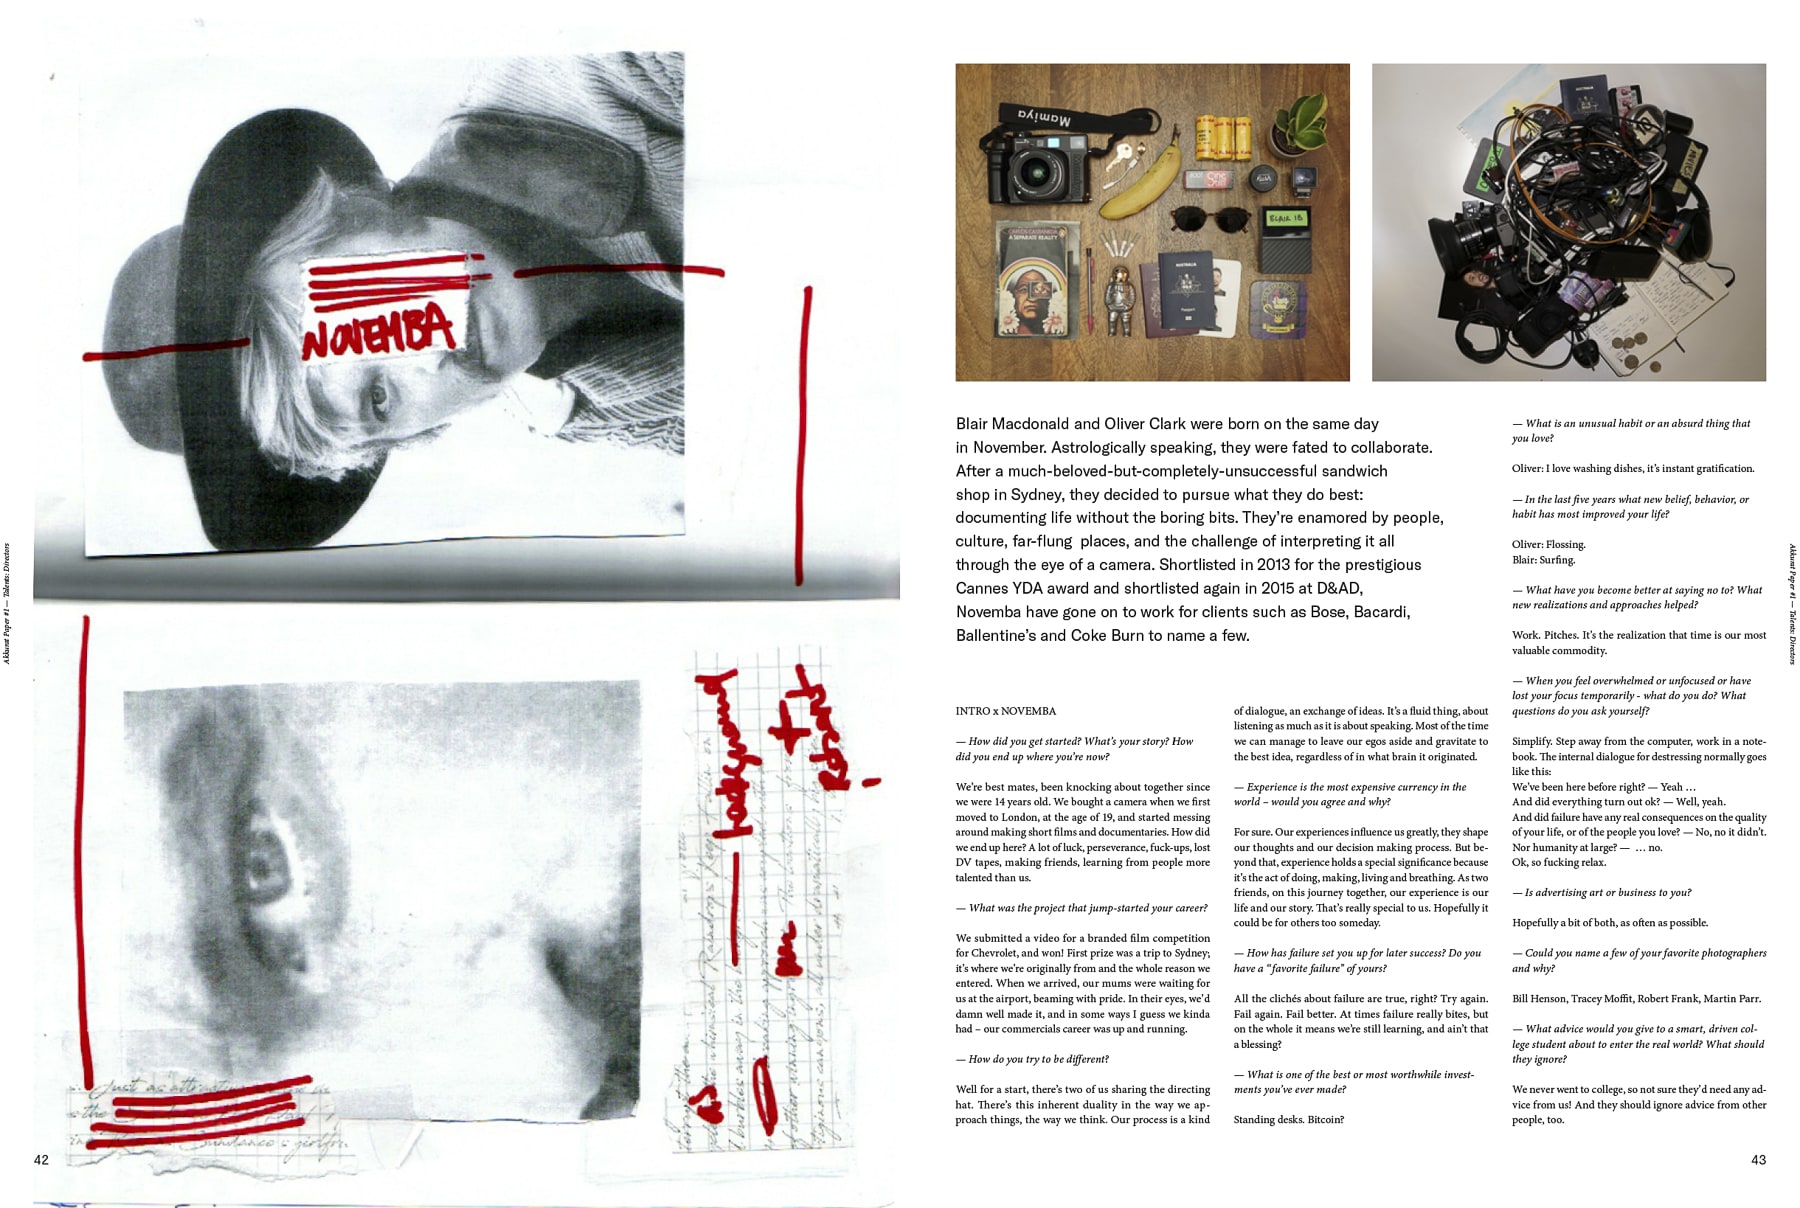 Akkurat Paper #1 — Talents: Directors
NOVEMBA
42
Mamiya
CARLOS CASTANEDA
A SEPARATE REALITY
BLAIR 1B
AUSTRALIA
Passport
AUSTRALIA
Blair Macdonald and Oliver Clark were born on the same day
in November. Astrologically speaking, they were fated to collaborate.
After a much-beloved-but-completely-unsuccessful sandwich
shop in Sydney, they decided to pursue what they do best:
documenting life without the boring bits. They’re enamored by people,
culture, far-flung places, and the challenge of interpreting it all
through the eye of a camera. Shortlisted in 2013 for the prestigious
Cannes YDA award and shortlisted again in 2015 at D&AD,
Novemba have gone on to work for clients such as Bose, Bacardi,
Ballentine’s and Coke Burn to name a few.
INTRO x NOVEMBA
— How did you get started? What’s your story? How
did you end up where you’re now?
We’re best mates, been knocking about together since
we were 14 years old. We bought a camera when we first
moved to London, at the age of 19, and started messing
around making short films and documentaries. How did
we end up here? A lot of luck, perseverance, fuck-ups, lost
DV tapes, making friends, learning from people more
talented than us.
— What was the project that jump-started your career?
We submitted a video for a branded film competition
for Chevrolet, and won! First prize was a trip to Sydney;
it’s where we’re originally from and the whole reason we
entered. When we arrived, our mums were waiting for
us at the airport, beaming with pride. In their eyes, we’d
damn well made it, and in some ways I guess we kinda
had – our commercials career was up and running.
— How do you try to be different?
Well for a start, there’s two of us sharing the directing
hat. There’s this inherent duality in the way we ap-
proach things, the way we think. Our process is a kind
of dialogue, an exchange of ideas. It’s a fluid thing, about
listening as much as it is about speaking. Most of the time
we can manage to leave our egos aside and gravitate to
the best idea, regardless of in what brain it originated.
— Experience is the most expensive currency in the
world – would you agree and why?
For sure. Our experiences influence us greatly, they shape
our thoughts and our decision making process. But be-
yond that, experience holds a special significance because
it’s the act of doing, making, living and breathing. As two
friends, on this journey together, our experience is our
life and our story. That’s really special to us. Hopefully it
could be for others too someday.
— How has failure set you up for later success? Do you
have a “favorite failure” of yours?
All the clichés about failure are true, right? Try again.
Fail again. Fail better. At times failure really bites, but
on the whole it means we’re still learning, and ain’t that
a blessing?
— What is one of the best or most worthwhile invest-
ments you’ve ever made?
Standing desks. Bitcoin?
— What is an unusual habit or an absurd thing that
you love?
Oliver: I love washing dishes, it’s instant gratification.
— In the last five years what new belief, behavior, or
habit has most improved your life?
Oliver: Flossing.
Blair: Surfing.
— What have you become better at saying no to? What
new realizations and approaches helped?
Work. Pitches. It’s the realization that time is our most
valuable commodity.
— When you feel overwhelmed or unfocused or have
lost your focus temporarily - what do you do? What
questions do you ask yourself?
Simplify. Step away from the computer, work in a note-
book. The internal dialogue for destressing normally goes
like this:
We’ve been here before right? — Yeah …
And did everything turn out ok? — Well, yeah.
And did failure have any real consequences on the quality
of your life, or of the people you love? — No, no it didn’t.
Nor humanity at large? — … no.
Ok, so fucking relax.
— Is advertising art or business to you?
Hopefully a bit of both, as often as possible.
— Could you name a few of your favorite photographers
and why?
Bill Henson, Tracey Moffit, Robert Frank, Martin Parr.
— What advice would you give to a smart, driven col-
lege student about to enter the real world? What should
they ignore?
We never went to college, so not sure they’d need any ad-
vice from us! And they should ignore advice from other
people, too.
43